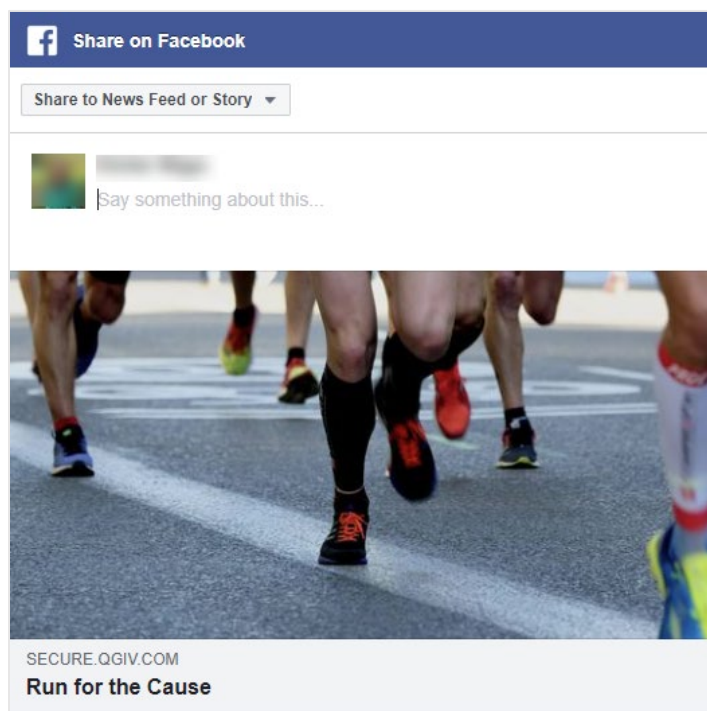 Share on Facebook
Share to News Feed or Story
Say something about this...
SECURE.QGIV.COM
Run for the Cause